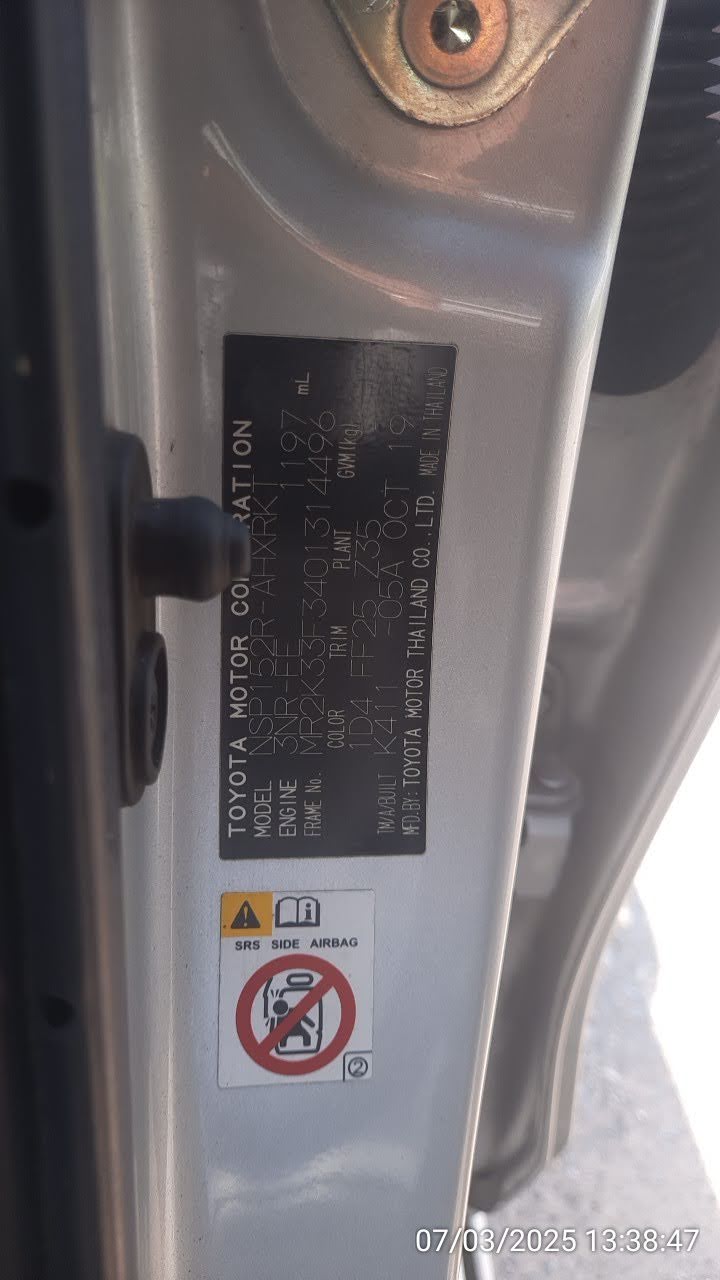 TOYOTA MOTOR CORPORATION
MODEL NSP152R-AHXRKT
ENGINE 3NR-FE 1197 mL
FRAME No. MR2K33F3401314496
COLOR TRIM PLANT GVM(kg)
1D4 FF25 Z35
TM/A/BUILT K411 -05A OCT 19
MFD.BY: TOYOTA MOTOR THAILAND CO.,LTD. MADE IN THAILAND
SRS SIDE AIRBAG
2
07/03/2025 13:38:47